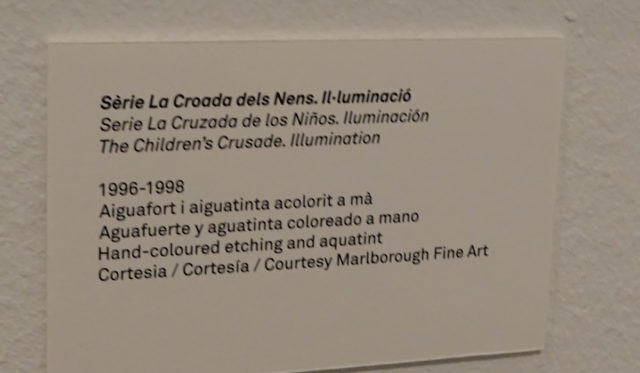 Sèrie La Croada dels Nens. Il·luminació
Serie La Cruzada de los Niños. Iluminación
The Children's Crusade. Illumination
1996-1998
Aiguafort i aiguatinta acolorit a mà
Aguafuerte y aguatinta coloreado a mano
Hand-coloured etching and aquatint
Cortesia / Cortesía / Courtesy Marlborough Fine Art